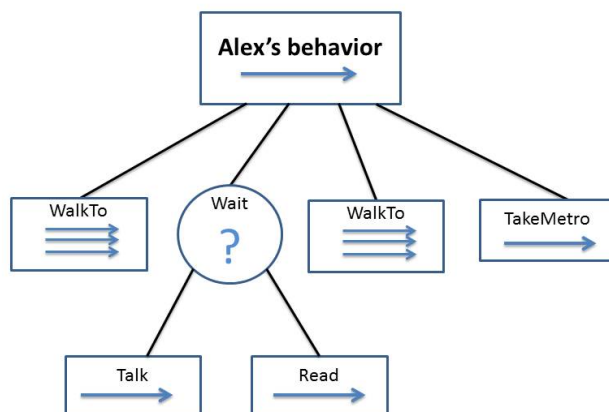 Alex's behavior
WalkTo
Wait
?
WalkTo
TakeMetro
Talk
Read